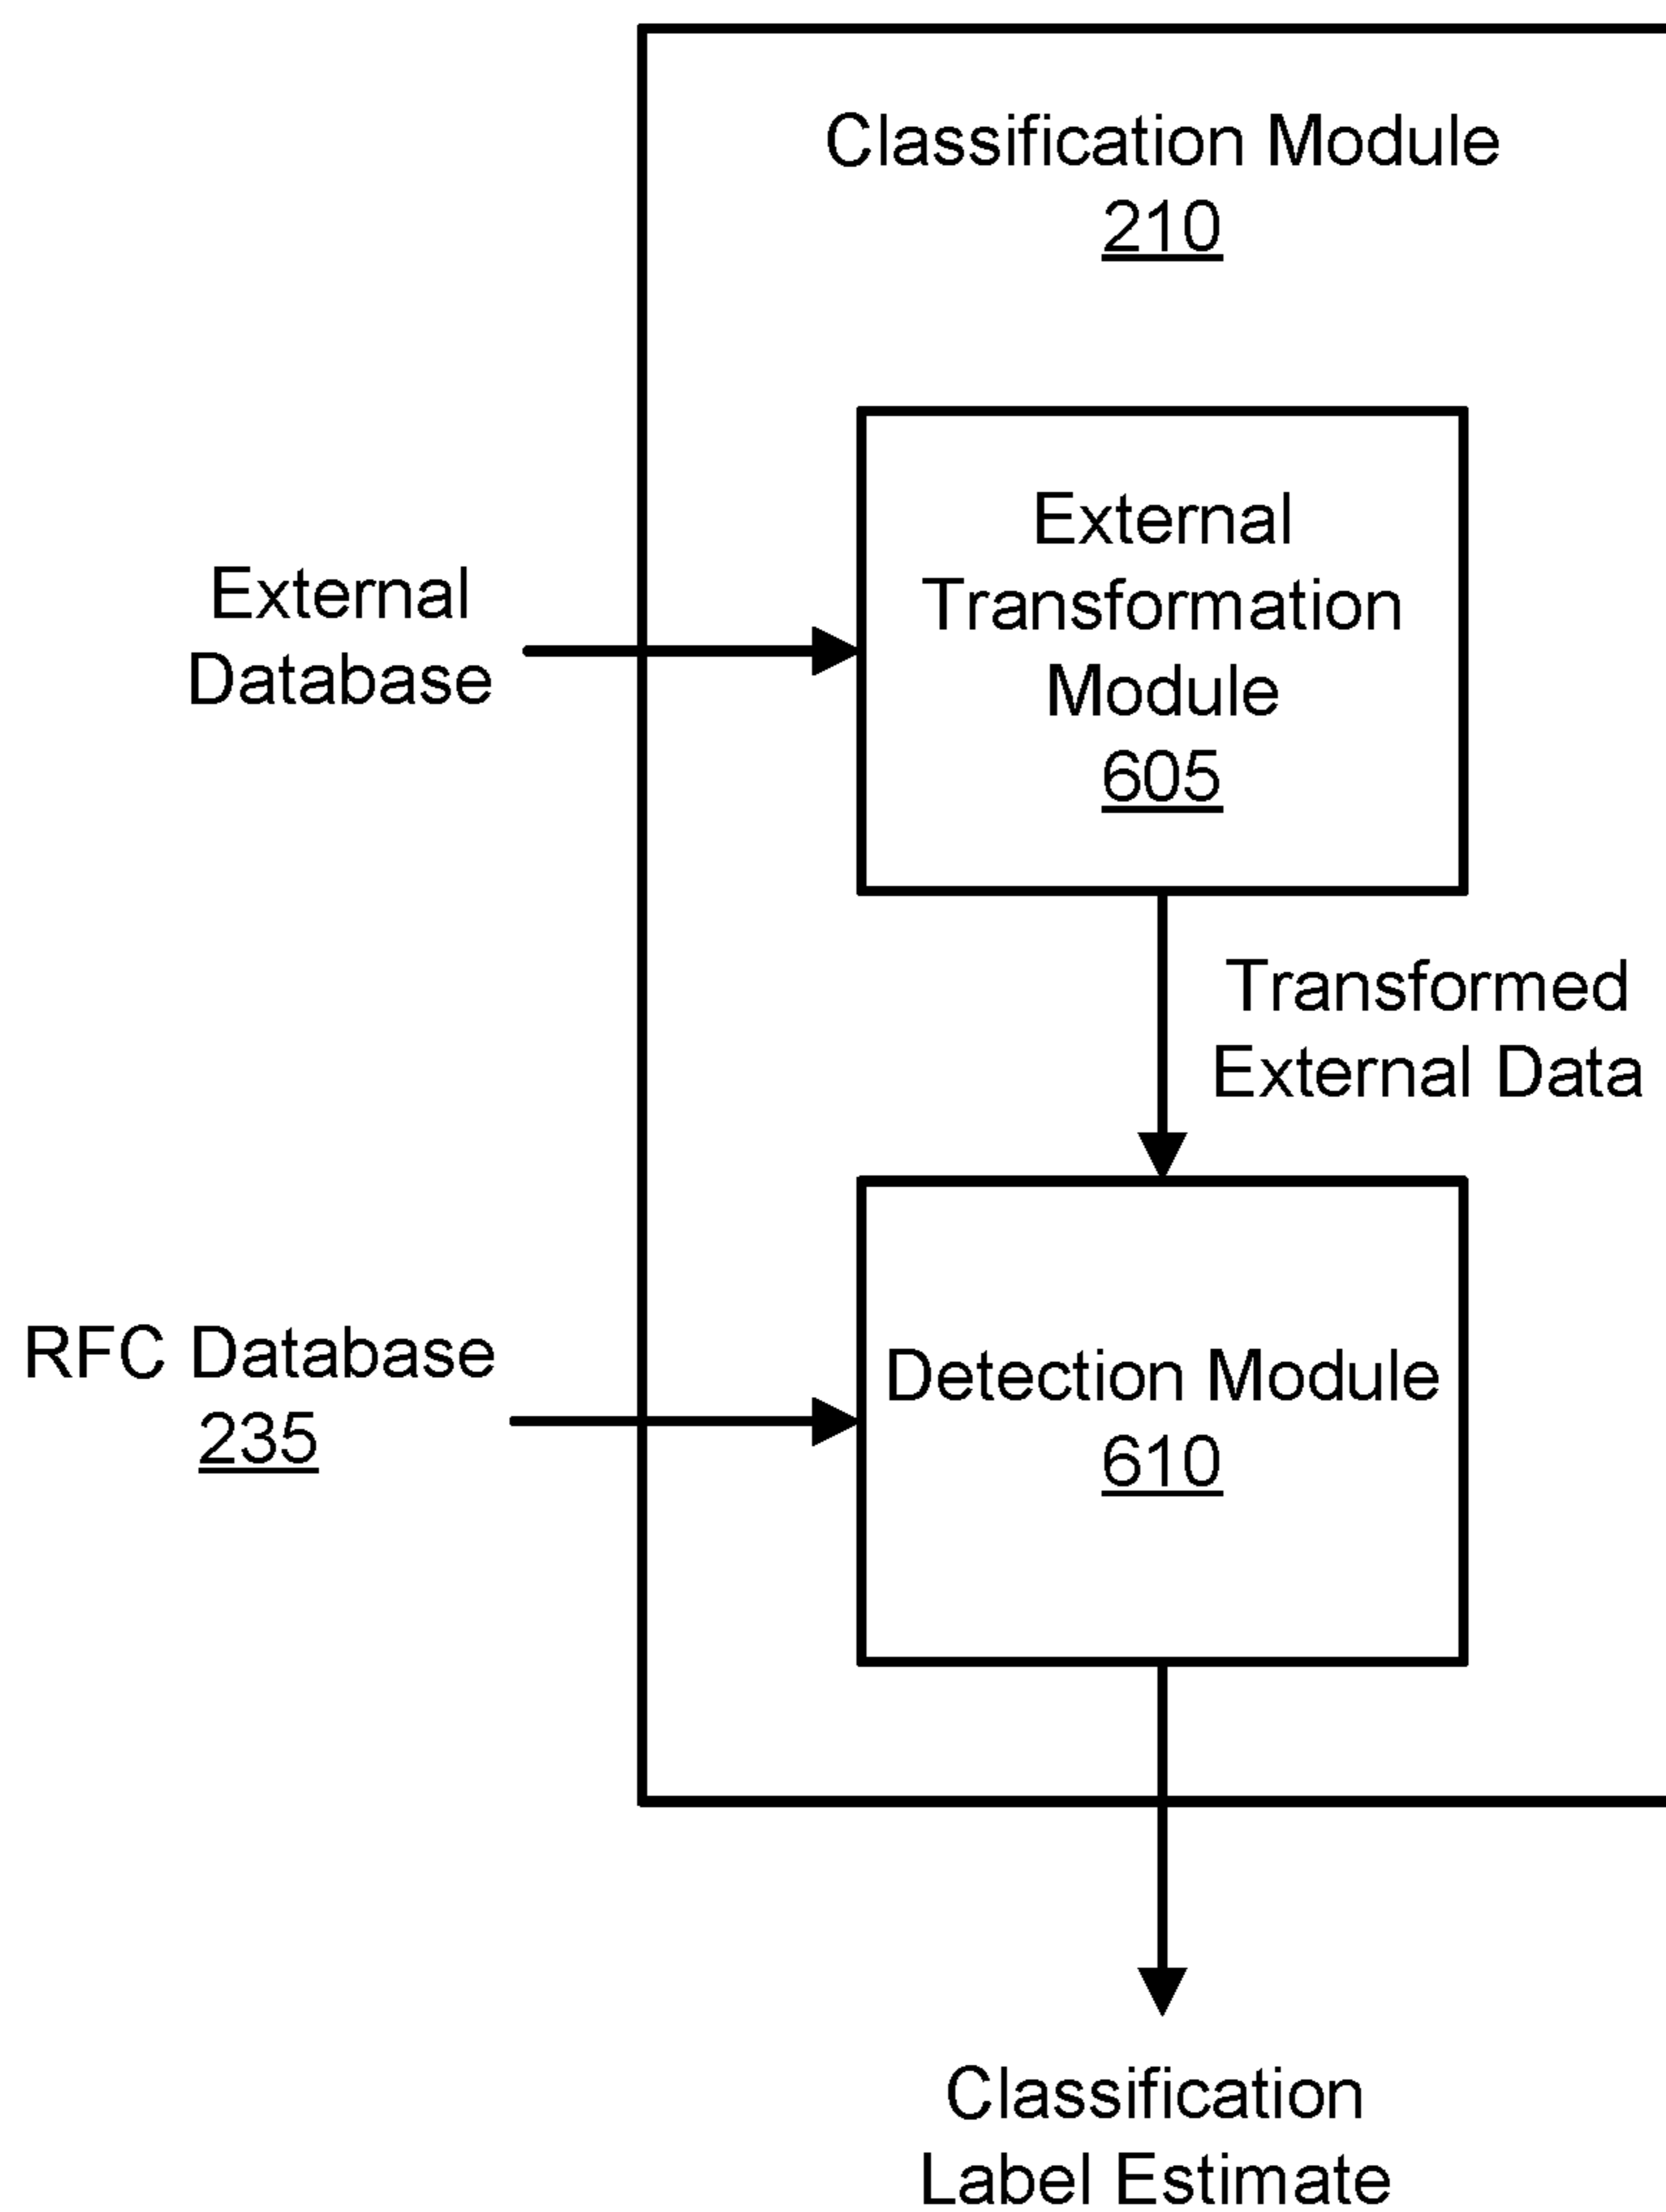 Classification Module
210
External
Transformation
Module
605
External
Database
Transformed
External Data
RFC Database
235
Detection Module
610
Classification
Label Estimate